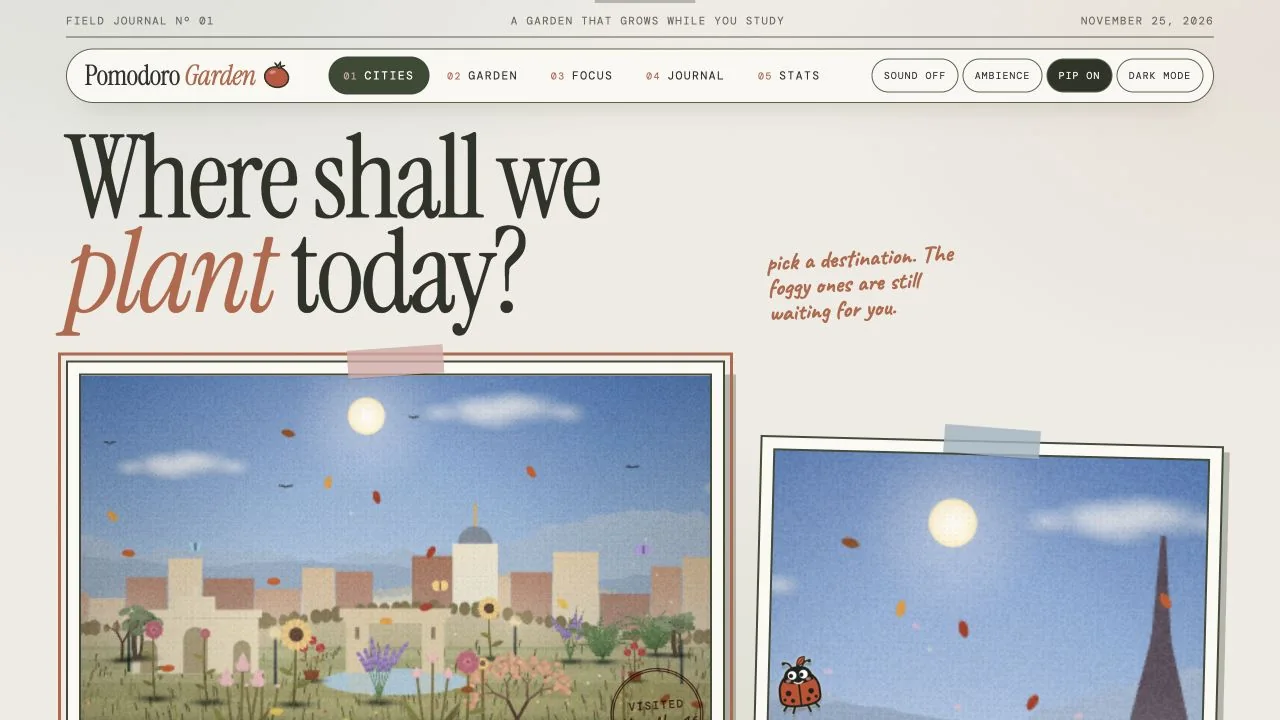 FIELD JOURNAL Nº 01
A GARDEN THAT GROWS WHILE YOU STUDY
NOVEMBER 25, 2026
Pomodoro Garden
01 CITIES
02 GARDEN
03 FOCUS
04 JOURNAL
05 STATS
SOUND OFF
AMBIENCE
PIP ON
DARK MODE
Where shall we
plant today?
pick a destination. The
foggy ones are still
waiting for you.
VISITED